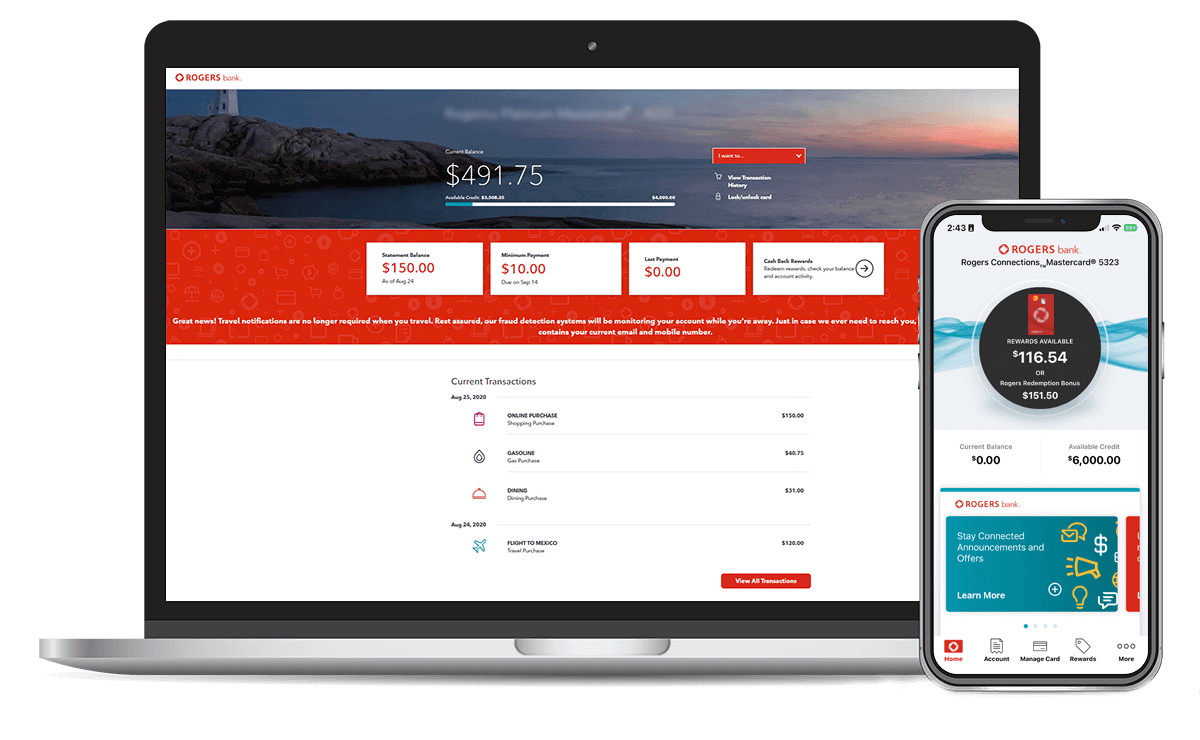 ROGERS bank.
Current Balance
$491.75
Available Credit $3,508.25 $4,000.00
I want to...
View Transaction
History
Lock/unlock card
Statement Balance
$150.00
As of Aug 24
Minimum Payment
$10.00
Due on Sep 14
Last Payment
$0.00
Cash Back Rewards
Redeem rewards, check your balance
and account activity.
Great news! Travel notifications are no longer required when you travel. Rest assured, our fraud detection systems will be monitoring your account while you're away. Just in case we ever need to reach you,
contains your current email and mobile number.
Current Transactions
Aug 25, 2020
ONLINE PURCHASE $150.00
Shopping Purchase
GASOLINE $40.75
Gas Purchase
DINING $31.00
Dining Purchase
Aug 24, 2020
FLIGHT TO MEXICO $120.00
Travel Purchase
View All Transactions
2:43
ROGERS bank.
Rogers Connections™Mastercard® 5323
REWARDS AVAILABLE
$116.54
OR
Rogers Redemption Bonus
$151.50
Current Balance Available Credit
$0.00 $6,000.00
ROGERS bank.
Stay Connected
Announcements and
Offers
Learn More
Home Account Manage Card Rewards More